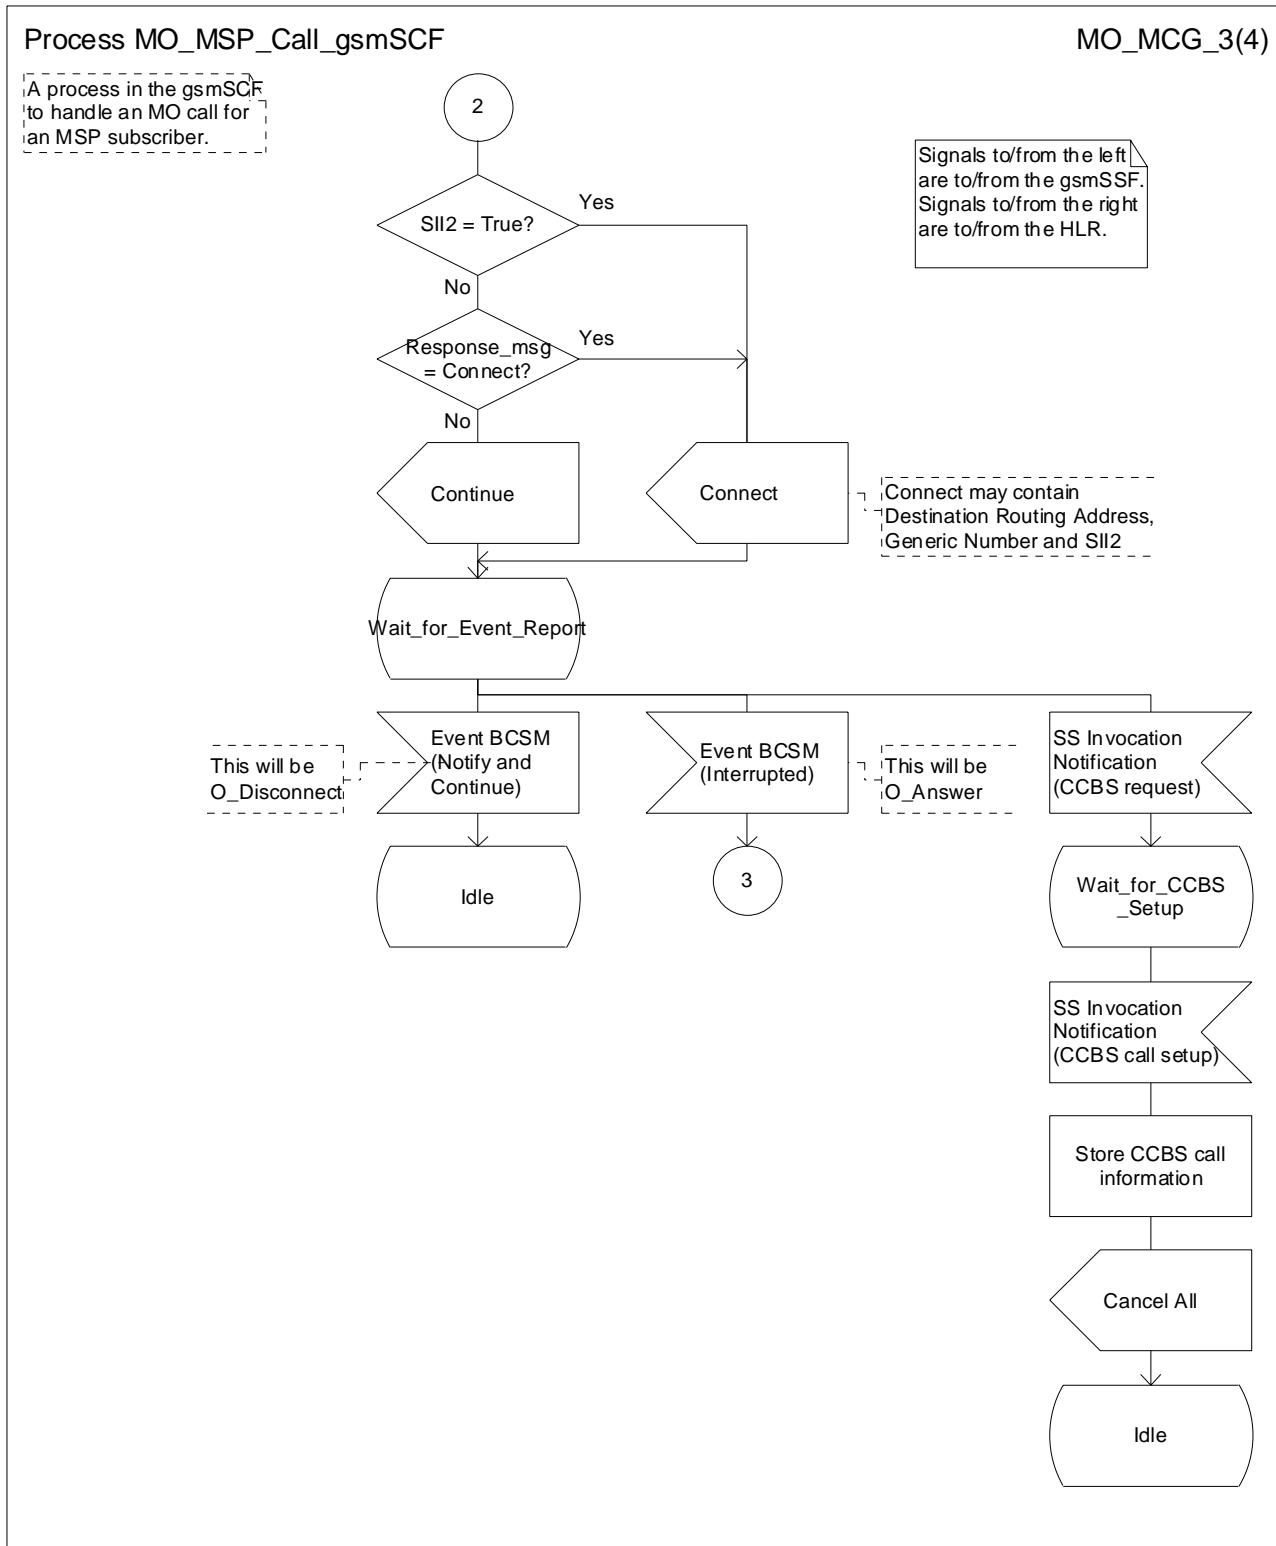 Process MO_MSP_Call_gsmSCF
MO_MCG_3(4)
A process in the gsmSCF
to handle an MO call for
an MSP subscriber.
2
Signals to/from the left
are to/from the gsmSSF.
Signals to/from the right
are to/from the HLR.
SII2 = True?
Yes
No
Response_msg
= Connect?
Yes
No
Continue
Connect
Connect may contain
Destination Routing Address,
Generic Number and SII2
Wait_for_Event_Report
This will be
O_Disconnect
Event BCSM
(Notify and
Continue)
Event BCSM
(Interrupted)
This will be
O_Answer
SS Invocation
Notification
(CCBS request)
Idle
3
Wait_for_CCBS
_Setup
SS Invocation
Notification
(CCBS call setup)
Store CCBS call
information
Cancel All
Idle